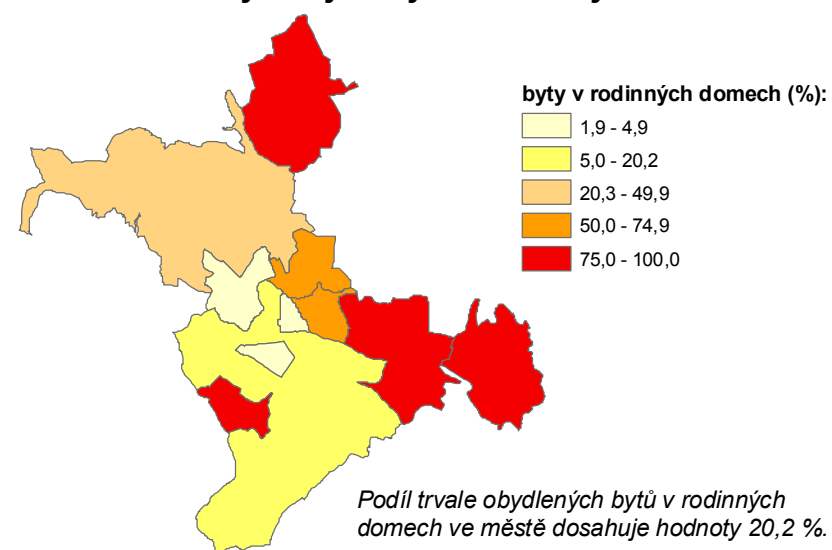 byty v rodinných domech (%):
1,9 - 4,9
5,0 - 20,2
20,3 - 49,9
50,0 - 74,9
75,0 - 100,0
Podíl trvale obydlených bytů v rodinných
domech ve městě dosahuje hodnoty 20,2 %.